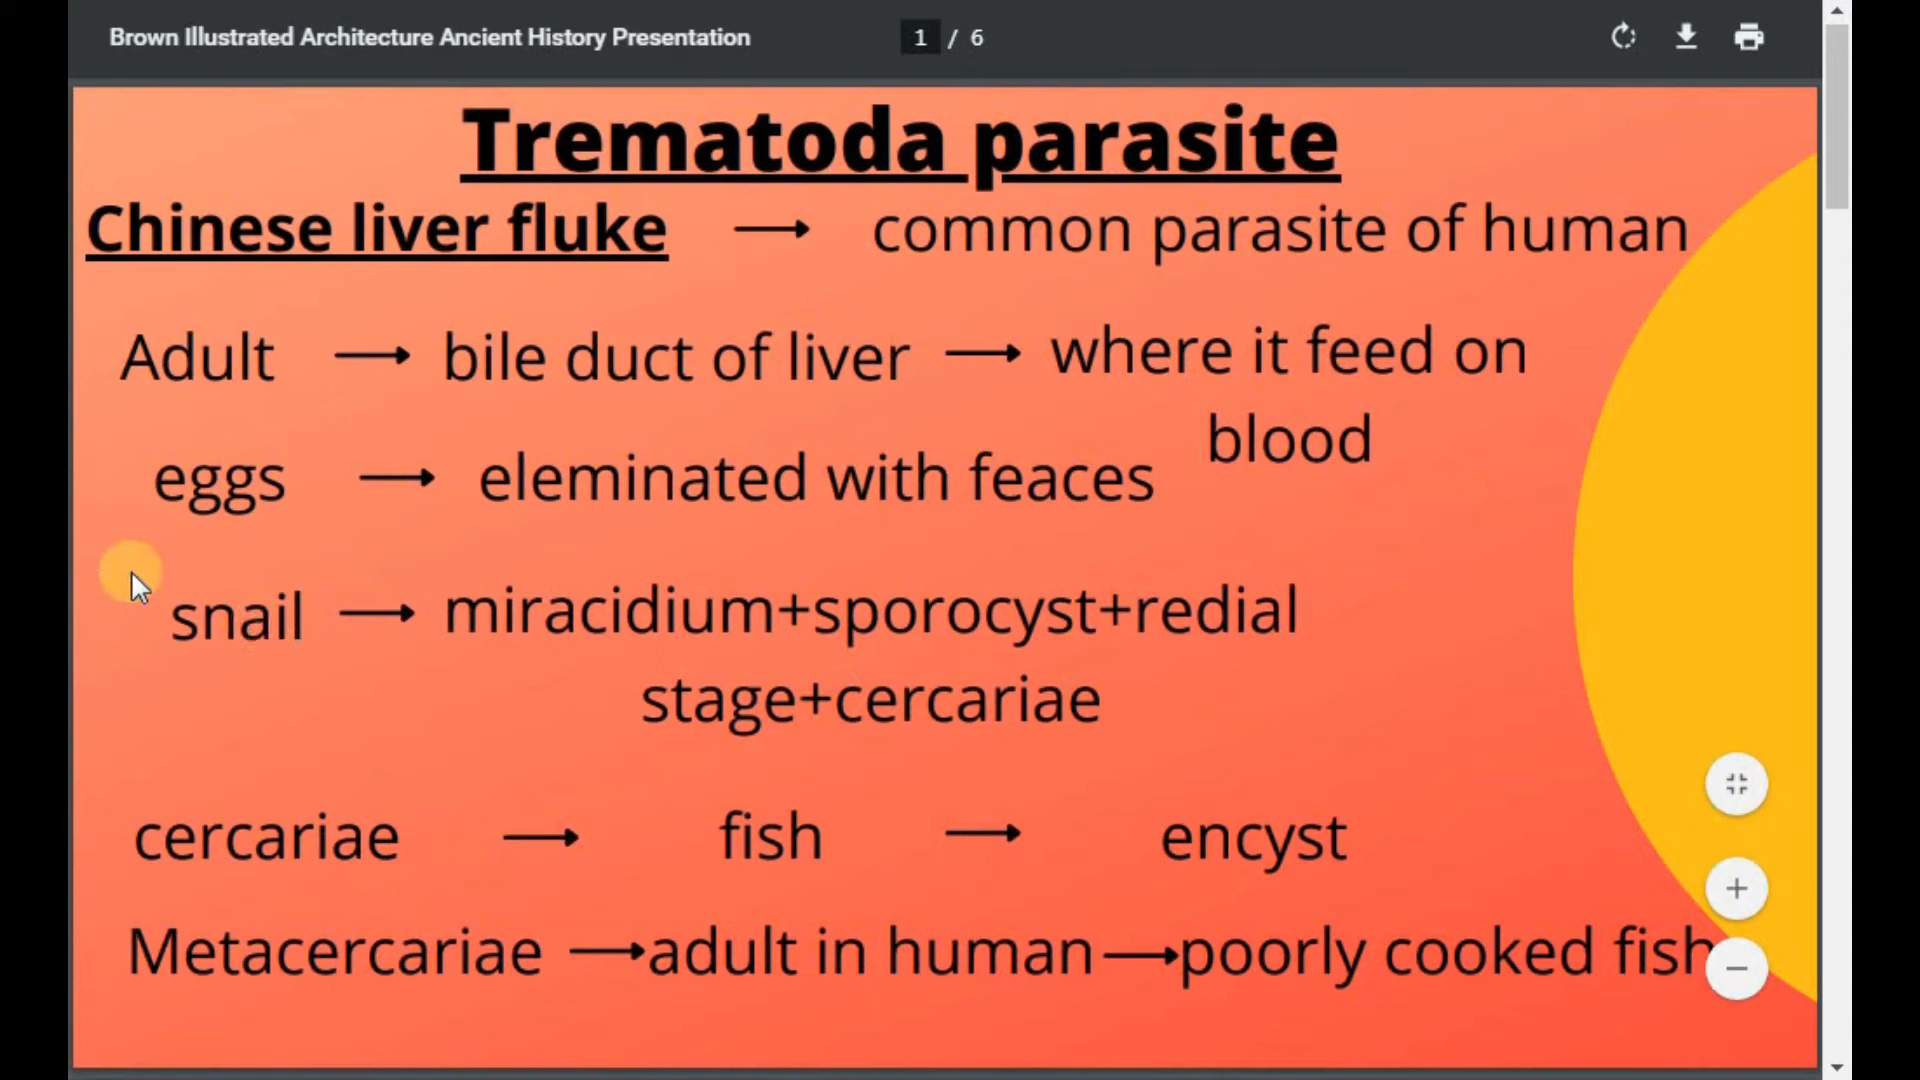 Brown Illustrated Architecture Ancient History Presentation 1 / 6
Trematoda parasite
Chinese liver fluke → common parasite of human
Adult → bile duct of liver → where it feed on
blood
eggs → eleminated with feaces
snail → miracidium+sporocyst+redial
stage+cercariae
cercariae → fish → encyst
Metacercariae → adult in human → poorly cooked fish